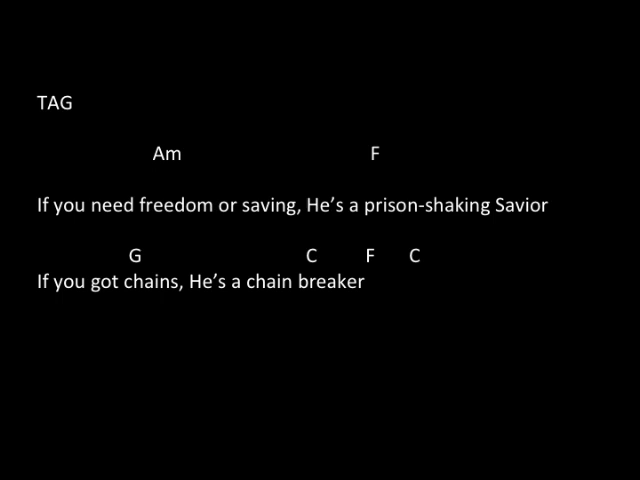 TAG
Am F
If you need freedom or saving, He’s a prison-shaking Savior
G C F C
If you got chains, He’s a chain breaker